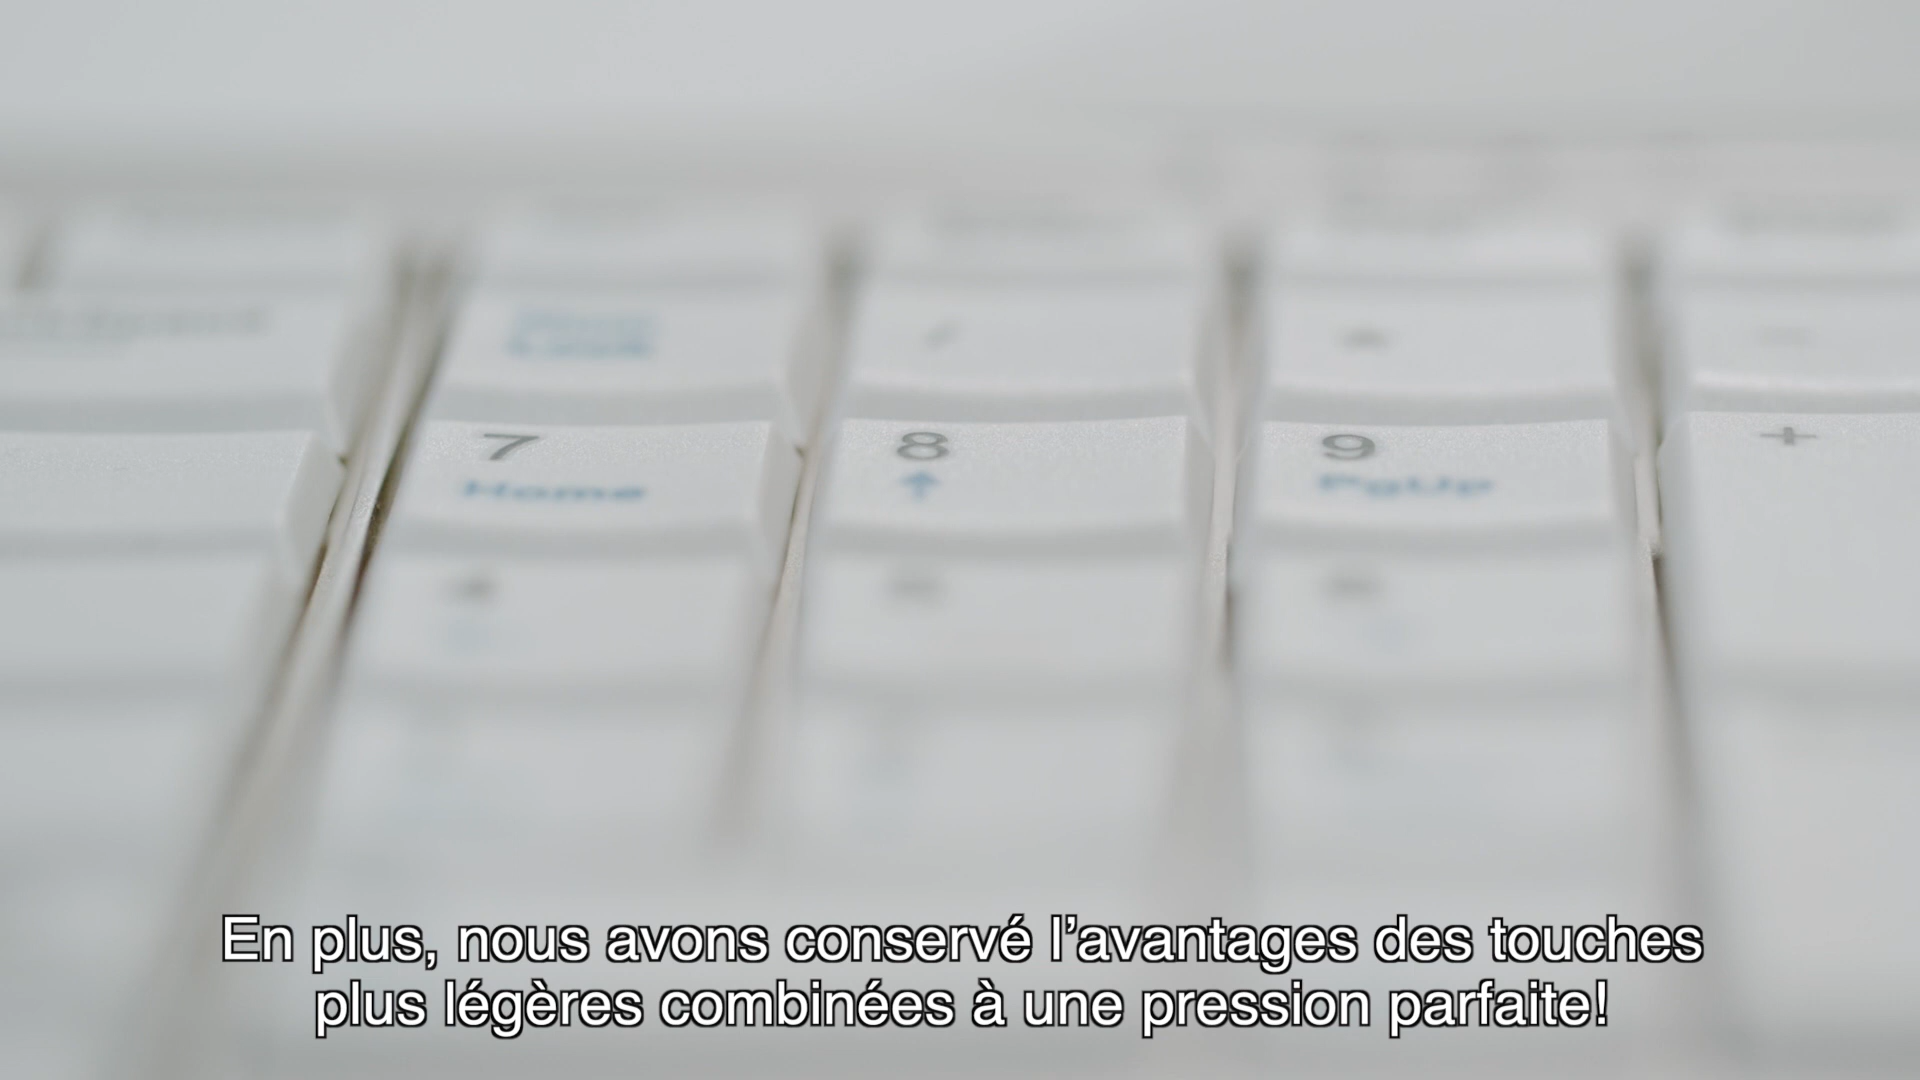 7
8
9
+
Home
↑
PgUp
En plus, nous avons conservé l’avantages des touches
plus légères combinées à une pression parfaite!